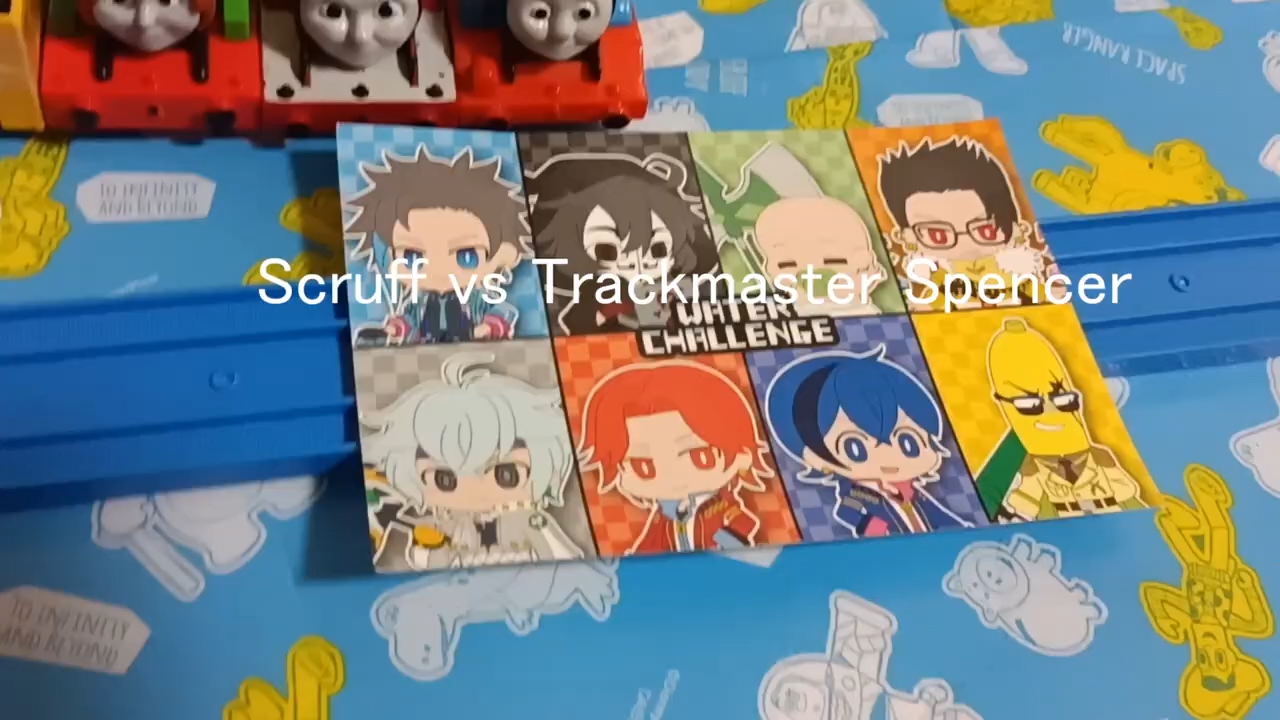 SPACE RANGER
TO INFINITY
AND BEYOND
Scruff vs Trackmaster Spencer
WATER
CHALLENGE
TO INFINITY
AND BEYOND